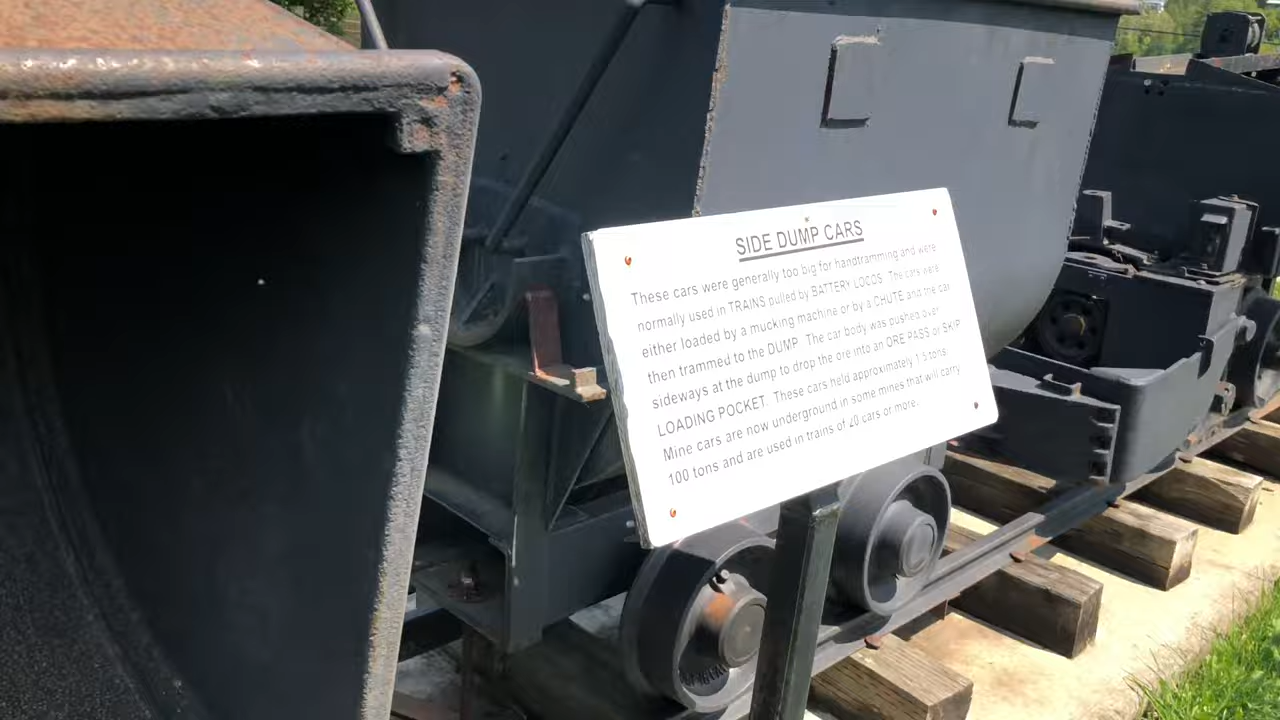 SIDE DUMP CARS
These cars were generally too big for handtramming and were
normally used in TRAINS pulled by BATTERY LOCOS. The cars were
either loaded by a mucking machine or by a CHUTE and the car
then trammed to the DUMP. The car body was pushed over
sideways at the dump to drop the ore into an ORE PASS or SKIP
LOADING POCKET. These cars held approximately 1.5 tons.
Mine cars are now underground in some mines that will carry
100 tons and are used in trains of 20 cars or more.